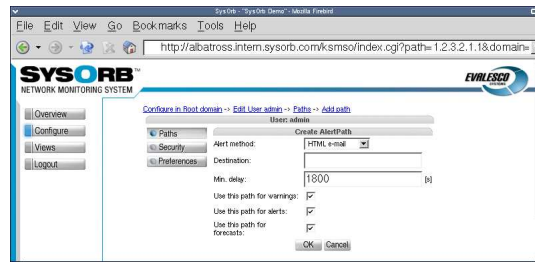 SysOrb - "SysOrb Demo" - Mozilla Firebird
File Edit View Go Bookmarks Tools Help
http://albatross.intern.sysorb.com/ksmso/index.cgi?path=1.2.3.2.1.1&domain=
SYSORB™
NETWORK MONITORING SYSTEM
EVALESCO
SYSTEMS
Configure in Root domain -> Edit User admin -> Paths -> Add path
Overview
Configure
Views
Logout
User: admin
Paths
Security
Preferences
Create AlertPath
Alert method: HTML e-mail
Destination:
Min. delay: 1800 [s]
Use this path for warnings:
Use this path for alerts:
Use this path for
forecasts:
OK Cancel